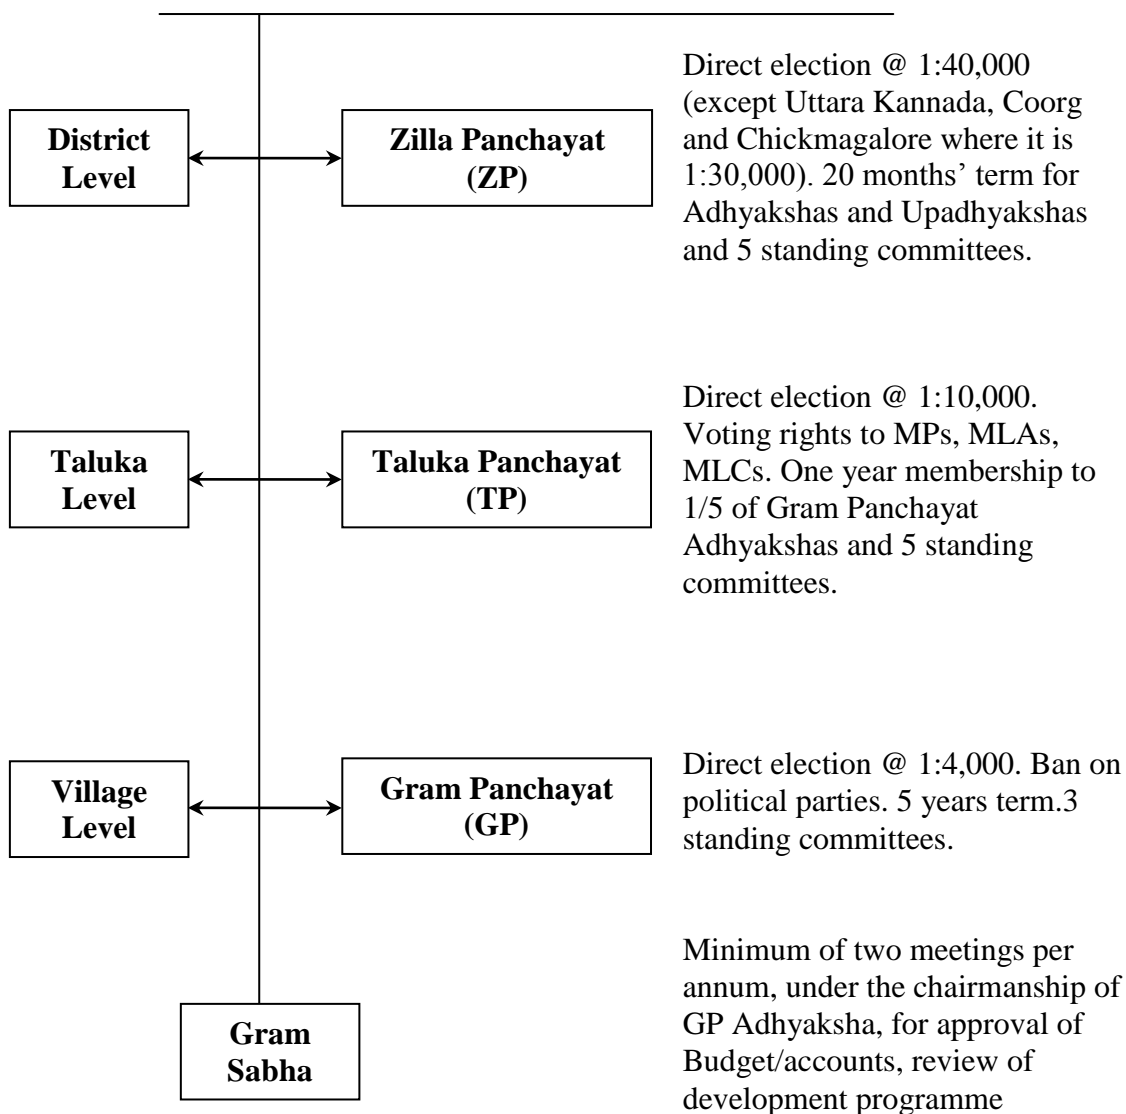 District
Level
Zilla Panchayat
(ZP)
Direct election @ 1:40,000
(except Uttara Kannada, Coorg
and Chickmagalore where it is
1:30,000). 20 months’ term for
Adhyakshas and Upadhyakshas
and 5 standing committees.
Taluka
Level
Taluka Panchayat
(TP)
Direct election @ 1:10,000.
Voting rights to MPs, MLAs,
MLCs. One year membership to
1/5 of Gram Panchayat
Adhyakshas and 5 standing
committees.
Village
Level
Gram Panchayat
(GP)
Direct election @ 1:4,000. Ban on
political parties. 5 years term.3
standing committees.
Gram
Sabha
Minimum of two meetings per
annum, under the chairmanship of
GP Adhyaksha, for approval of
Budget/accounts, review of
development programme